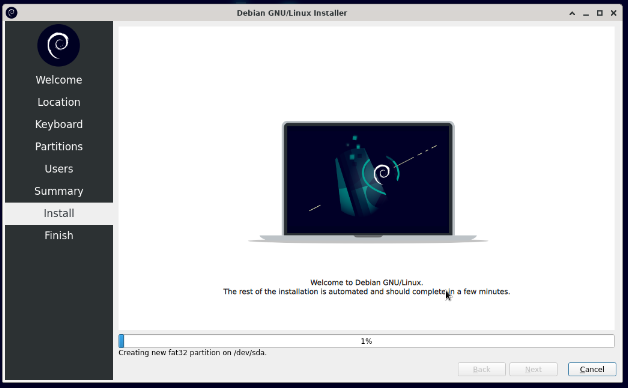 Debian GNU/Linux Installer
Welcome
Location
Keyboard
Partitions
Users
Summary
Install
Finish
Welcome to Debian GNU/Linux.
The rest of the installation is automated and should complete in a few minutes.
1%
Creating new fat32 partition on /dev/sda.
Back
Next
Cancel